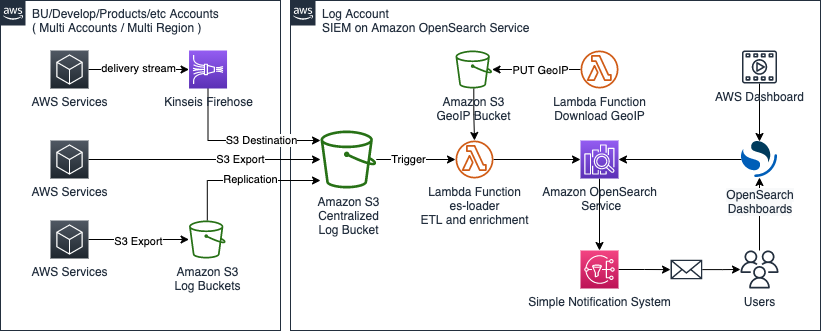 aws
BU/Develop/Products/etc Accounts
( Multi Accounts / Multi Region )
AWS Services
delivery stream
Kinseis Firehose
AWS Services
AWS Services
S3 Export
Amazon S3
Log Buckets
S3 Destination
S3 Export
Replication
aws
Log Account
SIEM on Amazon OpenSearch Service
Amazon S3
Centralized
Log Bucket
Trigger
Amazon S3
GeoIP Bucket
PUT GeoIP
Lambda Function
Download GeoIP
Lambda Function
es-loader
ETL and enrichment
Amazon OpenSearch
Service
AWS Dashboard
OpenSearch
Dashboards
Simple Notification System
Users